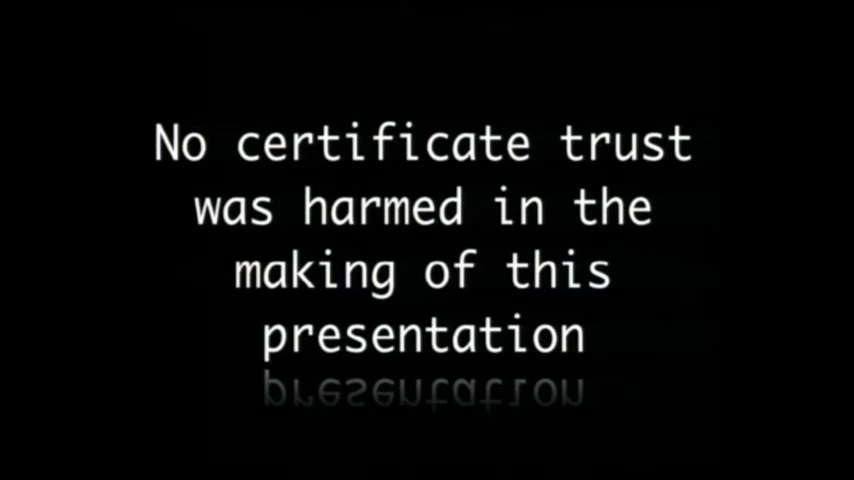 No certificate trust
was harmed in the
making of this
presentation